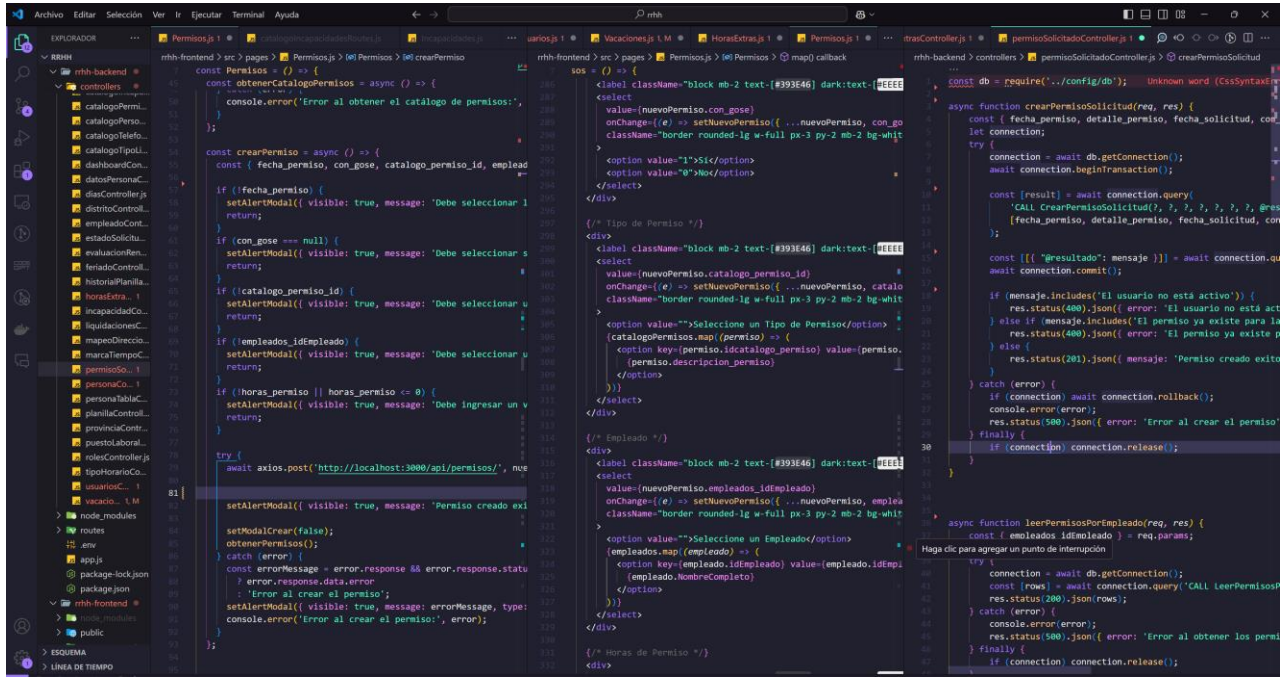 Archivo Editar Selección Ver Ir Ejecutar Terminal Ayuda
rrhh
EXPLORADOR
RRHH
rrhh-backend
controllers
catalogoPermi...
catalogoPerso...
catalogoTelefo...
catalogoTipoLi...
dashboardCon...
datosPersonaC...
diasController.js
distritoControll...
empleadoCont...
estadoSolicitu...
evaluacionRen...
feriadoControll...
historialPlanilla...
horasExtra... 1
incapacidadCo...
liquidacionesC...
mapeoDireccio...
marcaTiempoC...
permisoSo... 1
personaCo... 1
personaTablaC...
planillaControll...
provinciaContr...
puestoLaboral...
rolesController.js
tipoHorarioCo...
usuariosC... 1
vacacio... 1, M
node_modules
routes
.env
app.js
package-lock.json
package.json
rrhh-frontend
node_modules
public
ESQUEMA
LÍNEA DE TIEMPO
Permisos.js 1
catalogoIncapacidadesRoutes.js
Incapacidades.js
rrhh-frontend > src > pages > Permisos.js > Permisos > crearPermiso
const Permisos = () => {
const obtenerCatalogoPermisos = async () => {
console.error('Error al obtener el catálogo de permisos:',
}
};
const crearPermiso = async () => {
const { fecha_permiso, con_gose, catalogo_permiso_id, emplead
if (!fecha_permiso) {
setAlertModal({ visible: true, message: 'Debe seleccionar l
return;
}
if (con_gose === null) {
setAlertModal({ visible: true, message: 'Debe seleccionar s
return;
}
if (!catalogo_permiso_id) {
setAlertModal({ visible: true, message: 'Debe seleccionar u
return;
}
if (!empleados_idEmpleado) {
setAlertModal({ visible: true, message: 'Debe seleccionar u
return;
}
if (!horas_permiso || horas_permiso <= 0) {
setAlertModal({ visible: true, message: 'Debe ingresar un v
return;
}
try {
await axios.post('http://localhost:3000/api/permisos/', nue
81
setAlertModal({ visible: true, message: 'Permiso creado exi
setModalCrear(false);
obtenerPermisos();
} catch (error) {
const errorMessage = error.response && error.response.statu
? error.response.data.error
: 'Error al crear el permiso';
setAlertModal({ visible: true, message: errorMessage, type:
console.error('Error al crear el permiso:', error);
}
};
uarios.js 1
Vacaciones.js 1, M
HorasExtras.js 1
Permisos.js 1
rrhh-frontend > src > pages > Permisos.js > Permisos > map() callback
sos = () => {
<label className="block mb-2 text-[#393E46] dark:text-[#EEEE
<select
value={nuevoPermiso.con_gose}
onChange={(e) => setNuevoPermiso({ ...nuevoPermiso, con_go
className="border rounded-lg w-full px-3 py-2 mb-2 bg-whit
>
<option value="1">Sí</option>
<option value="0">No</option>
</select>
</div>
{/* Tipo de Permiso */}
<div>
<label className="block mb-2 text-[#393E46] dark:text-[#EEEE
<select
value={nuevoPermiso.catalogo_permiso_id}
onChange={(e) => setNuevoPermiso({ ...nuevoPermiso, catalo
className="border rounded-lg w-full px-3 py-2 mb-2 bg-whit
>
<option value="">Seleccione un Tipo de Permiso</option>
{catalogoPermisos.map((permiso) => (
<option key={permiso.idcatalogo_permiso} value={permiso.
{permiso.descripcion_permiso}
</option>
))}
</select>
</div>
{/* Empleado */}
<div>
<label className="block mb-2 text-[#393E46] dark:text-[#EEEE
<select
value={nuevoPermiso.empleados_idEmpleado}
onChange={(e) => setNuevoPermiso({ ...nuevoPermiso, emplea
className="border rounded-lg w-full px-3 py-2 mb-2 bg-whit
>
<option value="">Seleccione un Empleado</option>
{empleados.map((empleado) => (
<option key={empleado.idEmpleado} value={empleado.idEmpl
{empleado.NombreCompleto}
</option>
))}
</select>
</div>
{/* Horas de Permiso */}
<div>
trasController.js 1
permisoSolicitadoController.js 1
rrhh-backend > controllers > permisoSolicitadoController.js > crearPermisoSolicitud
const db = require('../config/db'); Unknown word (CssSyntaxEr
async function crearPermisoSolicitud(req, res) {
const { fecha_permiso, detalle_permiso, fecha_solicitud, con_
let connection;
try {
connection = await db.getConnection();
await connection.beginTransaction();
const [result] = await connection.query(
'CALL CrearPermisoSolicitud(?, ?, ?, ?, ?, ?, ?, @res
[fecha_permiso, detalle_permiso, fecha_solicitud, con
);
const [[{ "@resultado": mensaje }]] = await connection.qu
await connection.commit();
if (mensaje.includes('El usuario no está activo')) {
res.status(400).json({ error: 'El usuario no está act
} else if (mensaje.includes('El permiso ya existe para la
res.status(400).json({ error: 'El permiso ya existe p
} else {
res.status(201).json({ mensaje: 'Permiso creado exito
}
} catch (error) {
if (connection) await connection.rollback();
console.error(error);
res.status(500).json({ error: 'Error al crear el permiso'
} finally {
30 if (connection) connection.release();
}
}
async function leerPermisosPorEmpleado(req, res) {
const { empleados_idEmpleado } = req.params;
Haga clic para agregar un punto de interrupción
try {
connection = await db.getConnection();
const [rows] = await connection.query('CALL LeerPermisosP
res.status(200).json(rows);
} catch (error) {
console.error(error);
res.status(500).json({ error: 'Error al obtener los permi
} finally {
if (connection) connection.release();